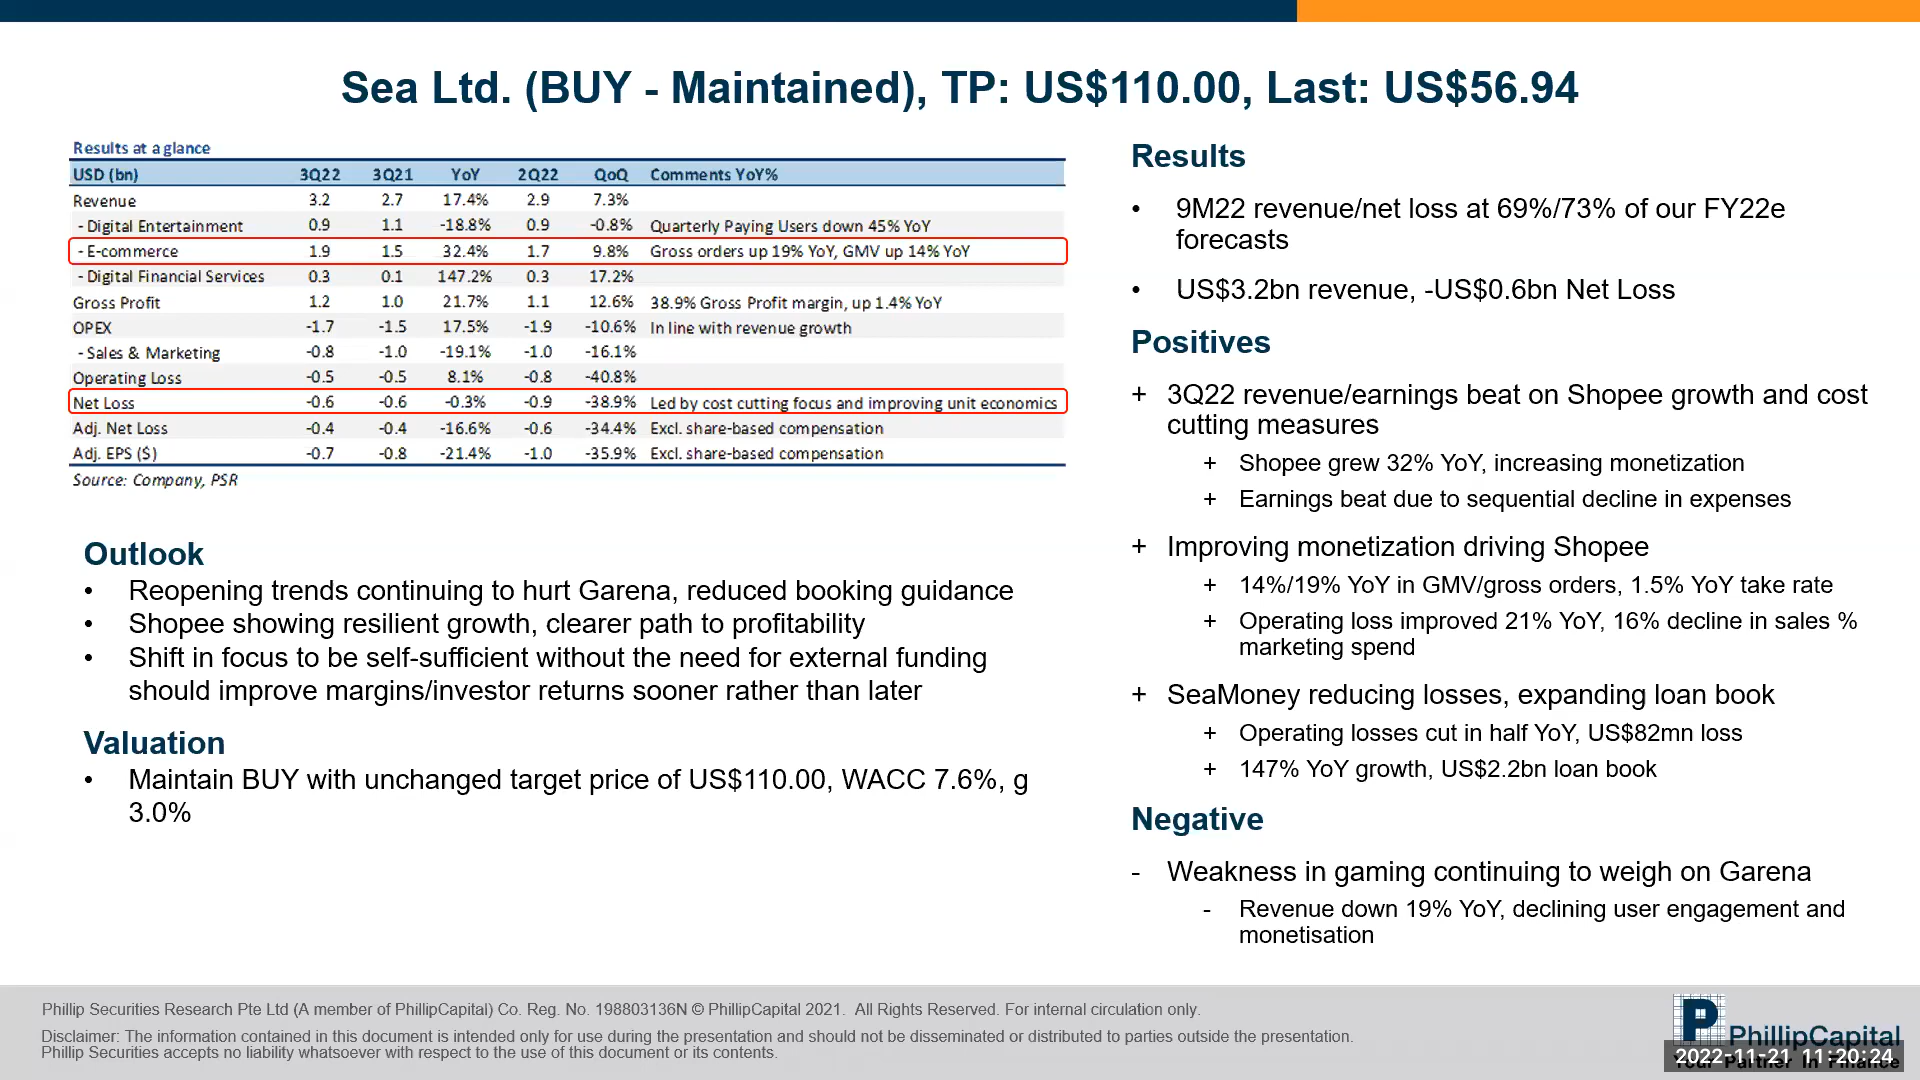 Sea Ltd. (BUY - Maintained), TP: US$110.00, Last: US$56.94
Results at a glance
USD (bn) 3Q22 3Q21 YoY 2Q22 QoQ Comments YoY%
Revenue 3.2 2.7 17.4% 2.9 7.3%
- Digital Entertainment 0.9 1.1 -18.8% 0.9 -0.8% Quarterly Paying Users down 45% YoY
- E-commerce 1.9 1.5 32.4% 1.7 9.8% Gross orders up 19% YoY, GMV up 14% YoY
- Digital Financial Services 0.3 0.1 147.2% 0.3 17.2%
Gross Profit 1.2 1.0 21.7% 1.1 12.6% 38.9% Gross Profit margin, up 1.4% YoY
OPEX -1.7 -1.5 17.5% -1.9 -10.6% In line with revenue growth
- Sales & Marketing -0.8 -1.0 -19.1% -1.0 -16.1%
Operating Loss -0.5 -0.5 8.1% -0.8 -40.8%
Net Loss -0.6 -0.6 -0.3% -0.9 -38.9% Led by cost cutting focus and improving unit economics
Adj. Net Loss -0.4 -0.4 -16.6% -0.6 -34.4% Excl. share-based compensation
Adj. EPS ($) -0.7 -0.8 -21.4% -1.0 -35.9% Excl. share-based compensation
Source: Company, PSR
Outlook
• Reopening trends continuing to hurt Garena, reduced booking guidance
• Shopee showing resilient growth, clearer path to profitability
• Shift in focus to be self-sufficient without the need for external funding
should improve margins/investor returns sooner rather than later
Valuation
• Maintain BUY with unchanged target price of US$110.00, WACC 7.6%, g
3.0%
Results
• 9M22 revenue/net loss at 69%/73% of our FY22e
forecasts
• US$3.2bn revenue, -US$0.6bn Net Loss
Positives
+ 3Q22 revenue/earnings beat on Shopee growth and cost
cutting measures
+ Shopee grew 32% YoY, increasing monetization
+ Earnings beat due to sequential decline in expenses
+ Improving monetization driving Shopee
+ 14%/19% YoY in GMV/gross orders, 1.5% YoY take rate
+ Operating loss improved 21% YoY, 16% decline in sales %
marketing spend
+ SeaMoney reducing losses, expanding loan book
+ Operating losses cut in half YoY, US$82mn loss
+ 147% YoY growth, US$2.2bn loan book
Negative
- Weakness in gaming continuing to weigh on Garena
- Revenue down 19% YoY, declining user engagement and
monetisation
Phillip Securities Research Pte Ltd (A member of PhillipCapital) Co. Reg. No. 198803136N © PhillipCapital 2021. All Rights Reserved. For internal circulation only.
Disclaimer: The information contained in this document is intended only for use during the presentation and should not be disseminated or distributed to parties outside the presentation.
Phillip Securities accepts no liability whatsoever with respect to the use of this document or its contents.
P PhillipCapital
Your Partner In Finance
2022-11-21 11:20:24